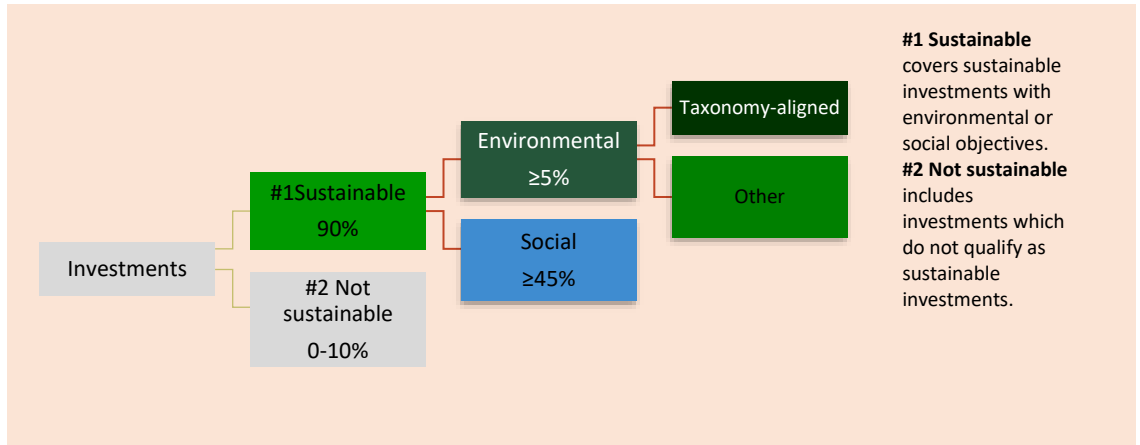 Investments
#1Sustainable
90%
#2 Not
sustainable
0-10%
Environmental
≥5%
Social
≥45%
Taxonomy-aligned
Other
#1 Sustainable
covers sustainable
investments with
environmental or
social objectives.
#2 Not sustainable
includes
investments which
do not qualify as
sustainable
investments.